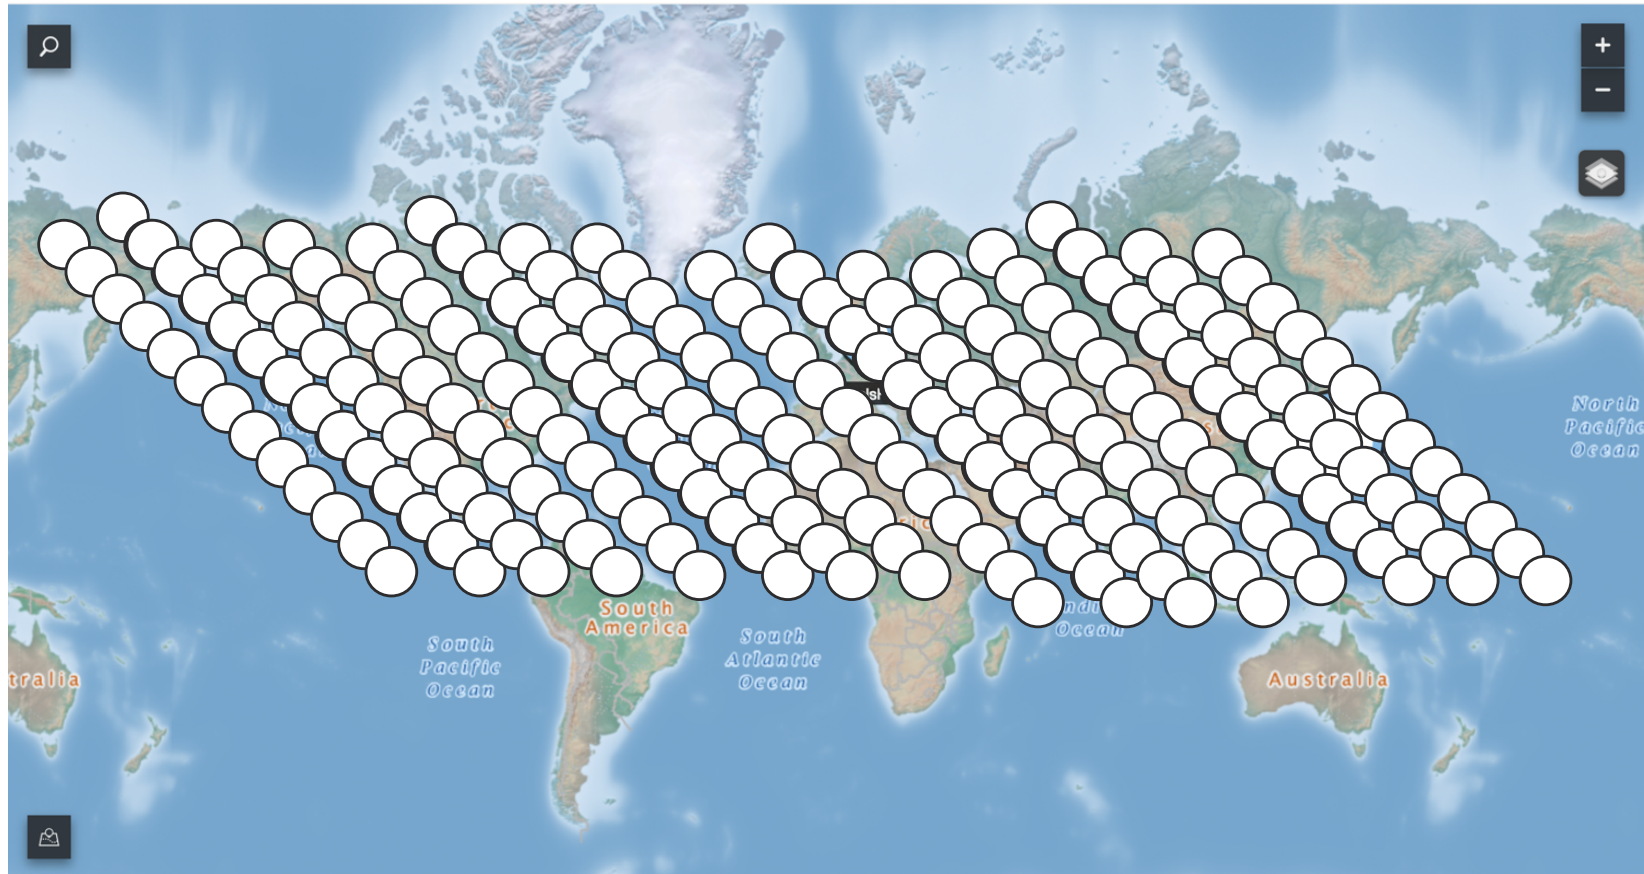 North
Pacific
Ocean
South
America
South
Pacific
Ocean
South
Atlantic
Ocean
Ocean
tralia
Australia